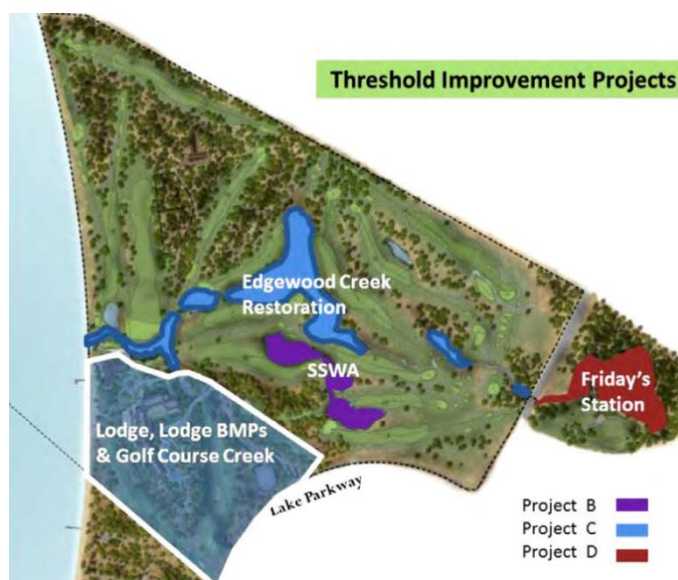 Threshold Improvement Projects
Edgewood Creek
Restoration
SSWA
Friday's
Station
Lodge, Lodge BMPs
& Golf Course Creek
Lake Parkway
Project B
Project C
Project D